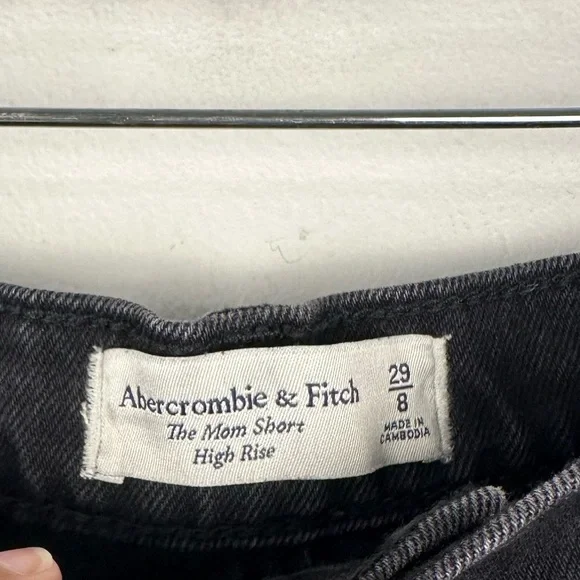 Abercrombie & Fitch
The Mom Short
High Rise
29
8
MADE IN
CAMBODIA